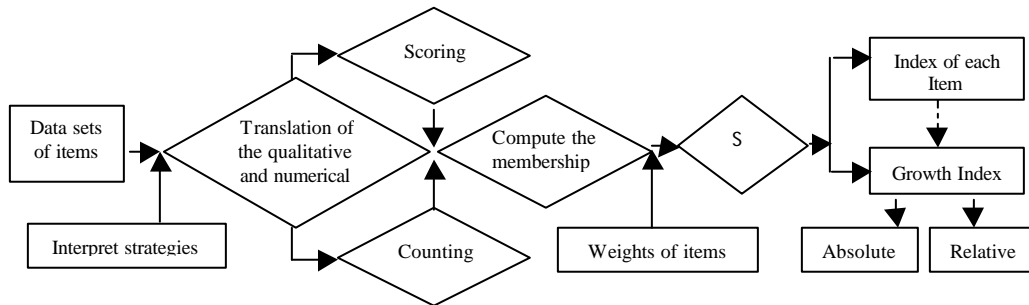 Data sets
of items
Interpret strategies
Translation of
the qualitative
and numerical
Scoring
Counting
Compute the
membership
Weights of items
S
Index of each
Item
Growth Index
Absolute
Relative